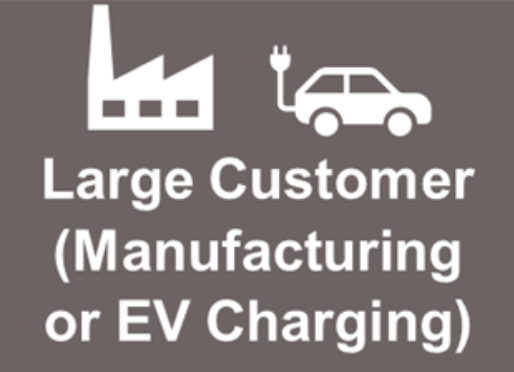 Large Customer
(Manufacturing
or EV Charging)